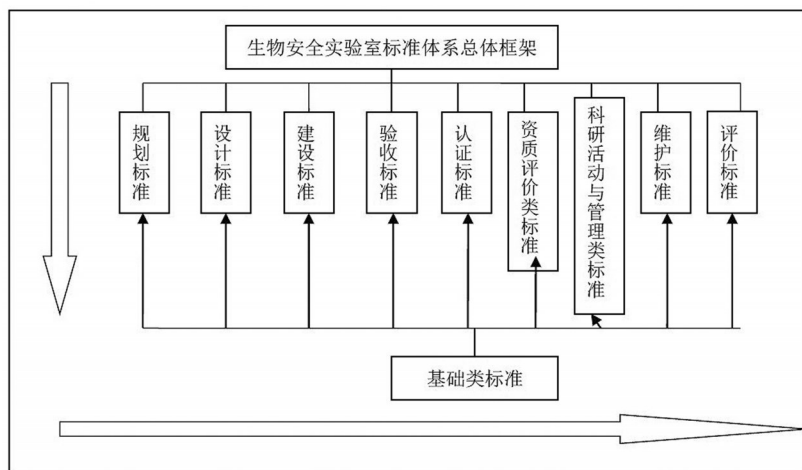 生物安全实验室标准体系总体框架
规划标准
设计标准
建设标准
验收标准
认证标准
资质评价类标准
科研活动与管理类标准
维护标准
评价标准
基础类标准